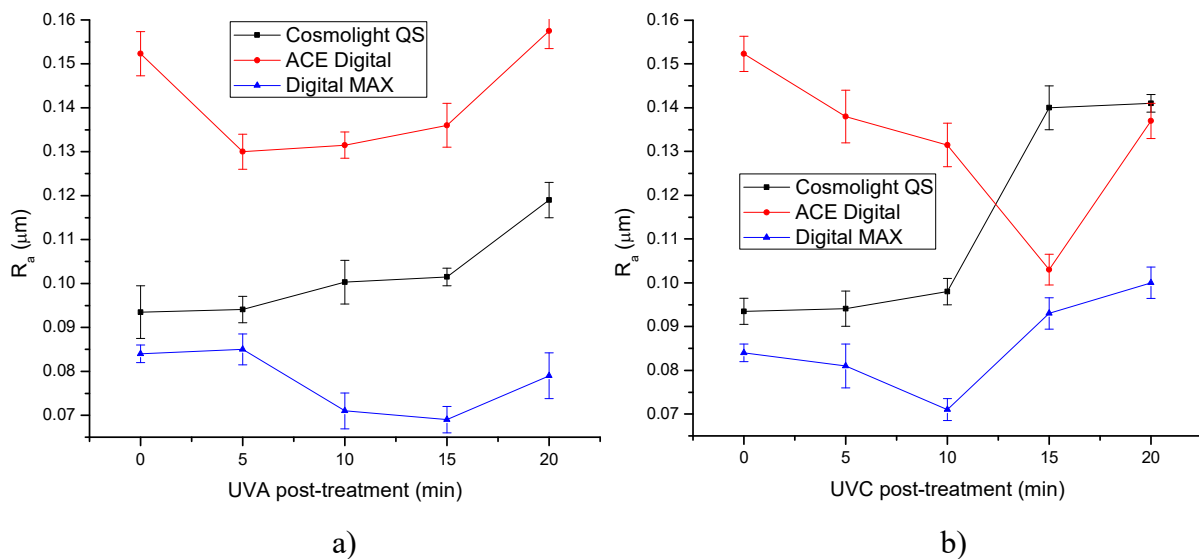 0.16
0.15
0.14
0.13
0.12
0.11
0.10
0.09
0.08
0.07
R_a (μm)
Cosmolight QS
ACE Digital
Digital MAX
0 5 10 15 20
UVA post-treatment (min)
a)
0.16
0.15
0.14
0.13
0.12
0.11
0.10
0.09
0.08
0.07
R_a (μm)
Cosmolight QS
ACE Digital
Digital MAX
0 5 10 15 20
UVC post-treatment (min)
b)